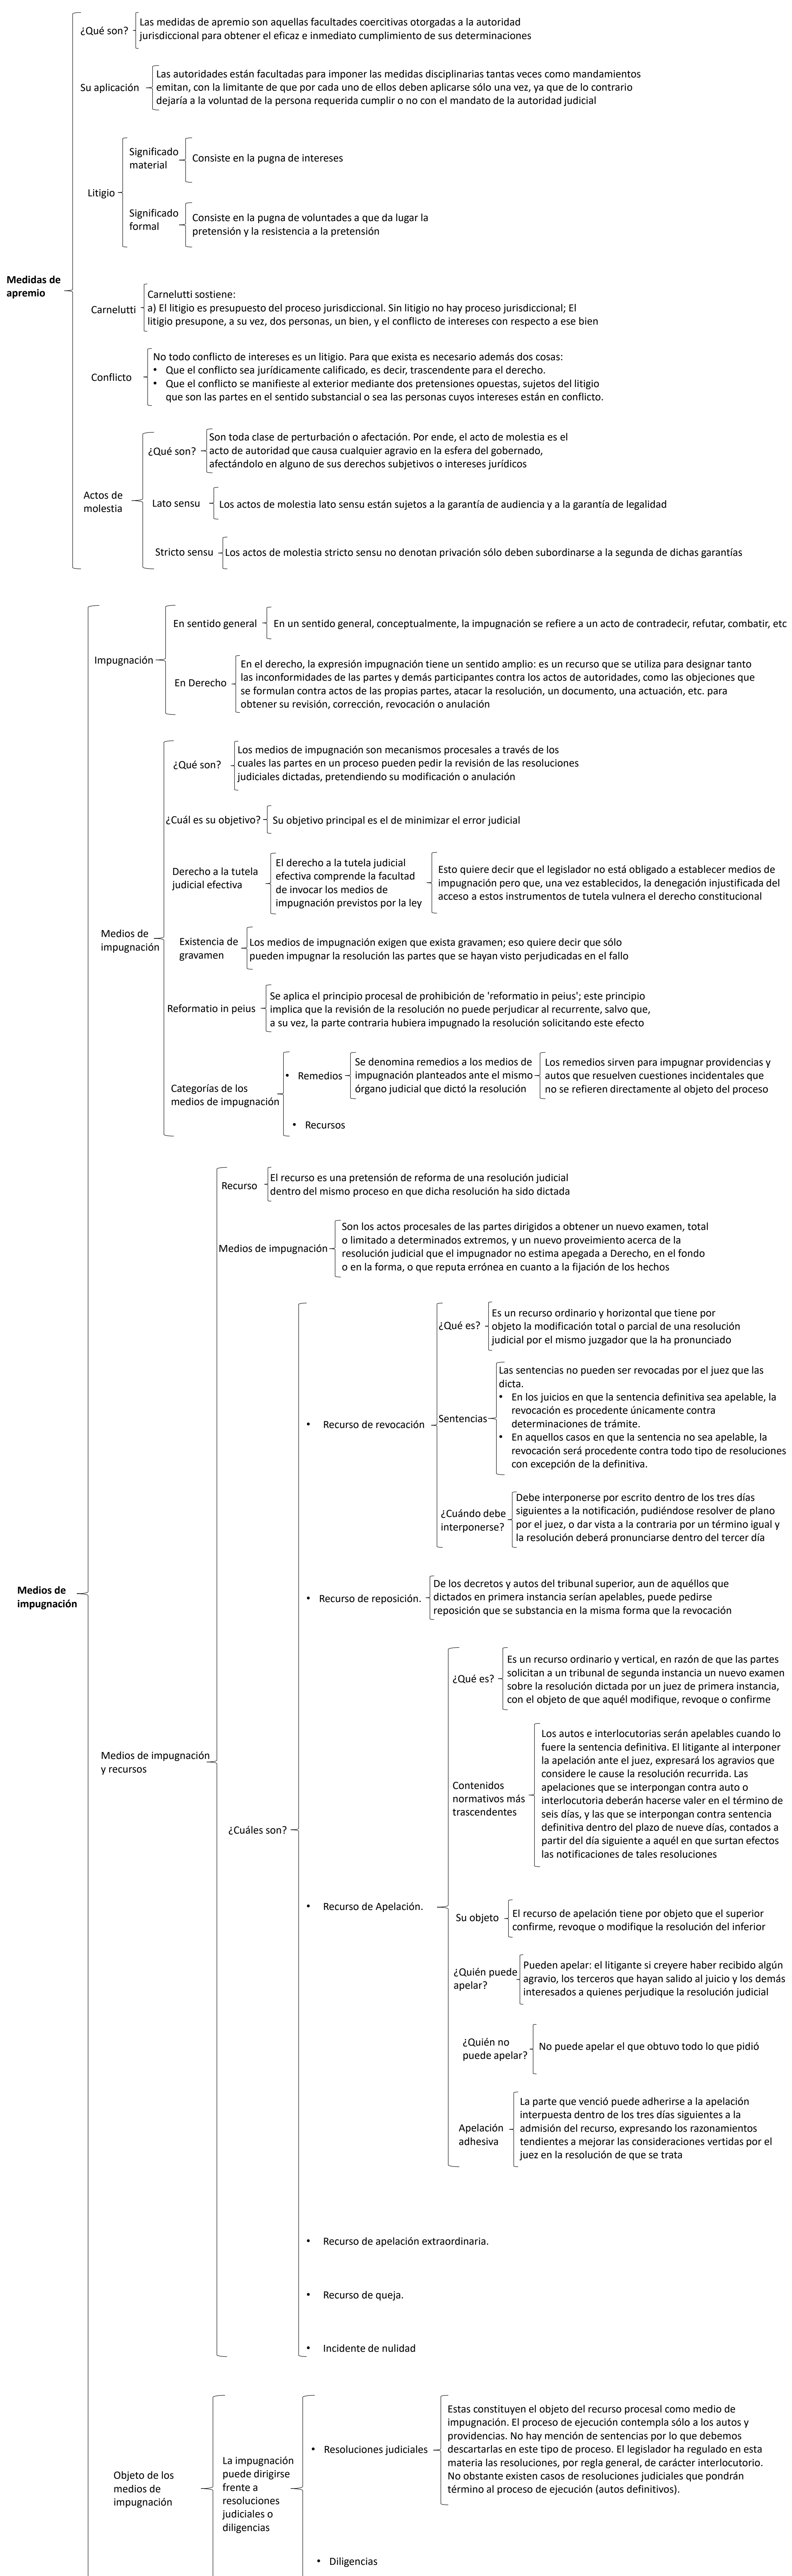 ¿Qué son?
Las medidas de apremio son aquellas facultades coercitivas otorgadas a la autoridad
jurisdiccional para obtener el eficaz e inmediato cumplimiento de sus determinaciones
Su aplicación
Las autoridades están facultadas para imponer las medidas disciplinarias tantas veces como mandamientos
emitan, con la limitante de que por cada uno de ellos deben aplicarse sólo una vez, ya que de lo contrario
dejaría a la voluntad de la persona requerida cumplir o no con el mandato de la autoridad judicial
Litigio
Significado
material
Consiste en la pugna de intereses
Significado
formal
Consiste en la pugna de voluntades a que da lugar la
pretensión y la resistencia a la pretensión
Medidas de
apremio
Carnelutti
Carnelutti sostiene:
a) El litigio es presupuesto del proceso jurisdiccional. Sin litigio no hay proceso jurisdiccional; El
litigio presupone, a su vez, dos personas, un bien, y el conflicto de intereses con respecto a ese bien
Conflicto
No todo conflicto de intereses es un litigio. Para que exista es necesario además dos cosas:
• Que el conflicto sea jurídicamente calificado, es decir, trascendente para el derecho.
• Que el conflicto se manifieste al exterior mediante dos pretensiones opuestas, sujetos del litigio
que son las partes en el sentido substancial o sea las personas cuyos intereses están en conflicto.
Actos de
molestia
¿Qué son?
Son toda clase de perturbación o afectación. Por ende, el acto de molestia es el
acto de autoridad que causa cualquier agravio en la esfera del gobernado,
afectándolo en alguno de sus derechos subjetivos o intereses jurídicos
Lato sensu
Los actos de molestia lato sensu están sujetos a la garantía de audiencia y a la garantía de legalidad
Stricto sensu
Los actos de molestia stricto sensu no denotan privación sólo deben subordinarse a la segunda de dichas garantías
Impugnación
En sentido general
En un sentido general, conceptualmente, la impugnación se refiere a un acto de contradecir, refutar, combatir, etc
En Derecho
En el derecho, la expresión impugnación tiene un sentido amplio: es un recurso que se utiliza para designar tanto
las inconformidades de las partes y demás participantes contra los actos de autoridades, como las objeciones que
se formulan contra actos de las propias partes, atacar la resolución, un documento, una actuación, etc. para
obtener su revisión, corrección, revocación o anulación
Medios de
impugnación
¿Qué son?
Los medios de impugnación son mecanismos procesales a través de los
cuales las partes en un proceso pueden pedir la revisión de las resoluciones
judiciales dictadas, pretendiendo su modificación o anulación
¿Cuál es su objetivo?
Su objetivo principal es el de minimizar el error judicial
Derecho a la tutela
judicial efectiva
El derecho a la tutela judicial
efectiva comprende la facultad
de invocar los medios de
impugnación previstos por la ley
Esto quiere decir que el legislador no está obligado a establecer medios de
impugnación pero que, una vez establecidos, la denegación injustificada del
acceso a estos instrumentos de tutela vulnera el derecho constitucional
Existencia de
gravamen
Los medios de impugnación exigen que exista gravamen; eso quiere decir que sólo
pueden impugnar la resolución las partes que se hayan visto perjudicadas en el fallo
Reformatio in peius
Se aplica el principio procesal de prohibición de 'reformatio in peius'; este principio
implica que la revisión de la resolución no puede perjudicar al recurrente, salvo que,
a su vez, la parte contraria hubiera impugnado la resolución solicitando este efecto
Categorías de los
medios de impugnación
• Remedios
Se denomina remedios a los medios de
impugnación planteados ante el mismo
órgano judicial que dictó la resolución
Los remedios sirven para impugnar providencias y
autos que resuelven cuestiones incidentales que
no se refieren directamente al objeto del proceso
• Recursos
Medios de
impugnación
Medios de impugnación
y recursos
Recurso
El recurso es una pretensión de reforma de una resolución judicial
dentro del mismo proceso en que dicha resolución ha sido dictada
Medios de impugnación
Son los actos procesales de las partes dirigidos a obtener un nuevo examen, total
o limitado a determinados extremos, y un nuevo proveimiento acerca de la
resolución judicial que el impugnador no estima apegada a Derecho, en el fondo
o en la forma, o que reputa errónea en cuanto a la fijación de los hechos
¿Cuáles son?
• Recurso de revocación
¿Qué es?
Es un recurso ordinario y horizontal que tiene por
objeto la modificación total o parcial de una resolución
judicial por el mismo juzgador que la ha pronunciado
Sentencias
Las sentencias no pueden ser revocadas por el juez que las
dicta.
• En los juicios en que la sentencia definitiva sea apelable, la
revocación es procedente únicamente contra
determinaciones de trámite.
• En aquellos casos en que la sentencia no sea apelable, la
revocación será procedente contra todo tipo de resoluciones
con excepción de la definitiva.
¿Cuándo debe
interponerse?
Debe interponerse por escrito dentro de los tres días
siguientes a la notificación, pudiéndose resolver de plano
por el juez, o dar vista a la contraria por un término igual y
la resolución deberá pronunciarse dentro del tercer día
• Recurso de reposición.
De los decretos y autos del tribunal superior, aun de aquéllos que
dictados en primera instancia serían apelables, puede pedirse
reposición que se substancia en la misma forma que la revocación
• Recurso de Apelación.
¿Qué es?
Es un recurso ordinario y vertical, en razón de que las partes
solicitan a un tribunal de segunda instancia un nuevo examen
sobre la resolución dictada por un juez de primera instancia,
con el objeto de que aquél modifique, revoque o confirme
Contenidos
normativos más
trascendentes
Los autos e interlocutorias serán apelables cuando lo
fuere la sentencia definitiva. El litigante al interponer
la apelación ante el juez, expresará los agravios que
considere le cause la resolución recurrida. Las
apelaciones que se interpongan contra auto o
interlocutoria deberán hacerse valer en el término de
seis días, y las que se interpongan contra sentencia
definitiva dentro del plazo de nueve días, contados a
partir del día siguiente a aquél en que surtan efectos
las notificaciones de tales resoluciones
Su objeto
El recurso de apelación tiene por objeto que el superior
confirme, revoque o modifique la resolución del inferior
¿Quién puede
apelar?
Pueden apelar: el litigante si creyere haber recibido algún
agravio, los terceros que hayan salido al juicio y los demás
interesados a quienes perjudique la resolución judicial
¿Quién no
puede apelar?
No puede apelar el que obtuvo todo lo que pidió
Apelación
adhesiva
La parte que venció puede adherirse a la apelación
interpuesta dentro de los tres días siguientes a la
admisión del recurso, expresando los razonamientos
tendientes a mejorar las consideraciones vertidas por el
juez en la resolución de que se trata
• Recurso de apelación extraordinaria.
• Recurso de queja.
• Incidente de nulidad
Objeto de los
medios de
impugnación
La impugnación
puede dirigirse
frente a
resoluciones
judiciales o
diligencias
• Resoluciones judiciales
Estas constituyen el objeto del recurso procesal como medio de
impugnación. El proceso de ejecución contempla sólo a los autos y
providencias. No hay mención de sentencias por lo que debemos
descartarlas en este tipo de proceso. El legislador ha regulado en esta
materia las resoluciones, por regla general, de carácter interlocutorio.
No obstante existen casos de resoluciones judiciales que pondrán
término al proceso de ejecución (autos definitivos).
• Diligencias